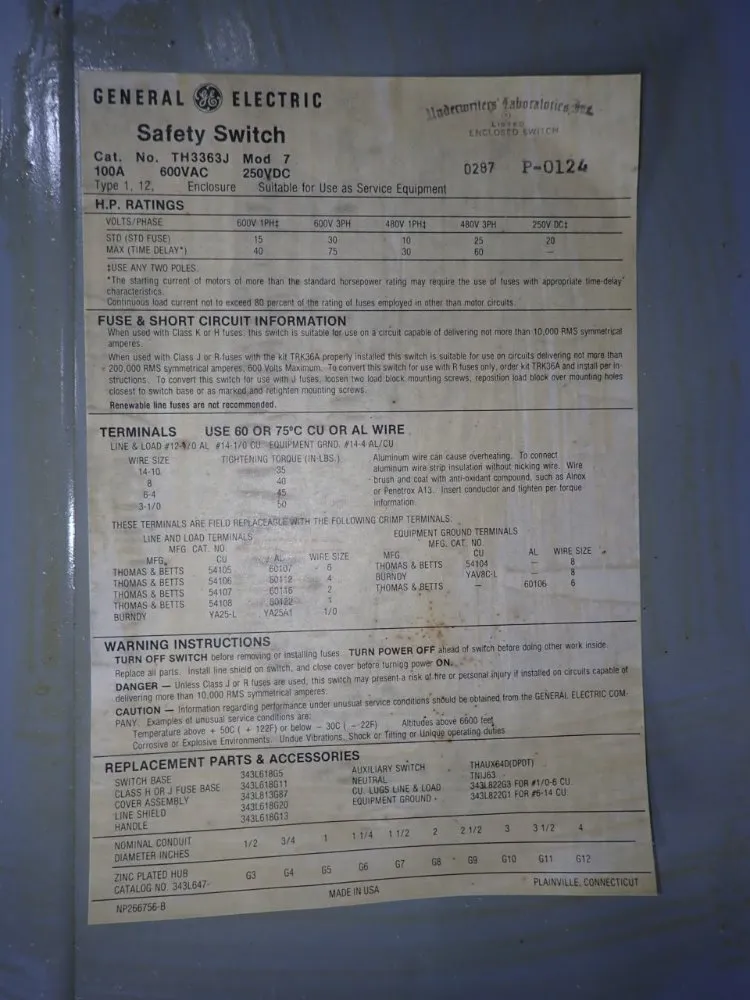 GENERAL GE ELECTRIC
Underwriters' Laboratories, Inc.
LISTED
ENCLOSED SWITCH
Safety Switch
Cat. No. TH3363J Mod 7
0287 P-0124
100A 600VAC 250VDC
Type 1, 12, Enclosure Suitable for Use as Service Equipment
H.P. RATINGS
VOLTS/PHASE 600V 1PH‡ 600V 3PH 480V 1PH‡ 480V 3PH 250V DC‡
STD (STD FUSE) 15 30 10 25 20
MAX (TIME DELAY*) 40 75 30 60 —
‡USE ANY TWO POLES.
*The starting current of motors of more than the standard horsepower rating may require the use of fuses with appropriate time-delay
characteristics.
Continuous load current not to exceed 80 percent of the rating of fuses employed in other than motor circuits.
FUSE & SHORT CIRCUIT INFORMATION
When used with Class K or H fuses, this switch is suitable for use on a circuit capable of delivering not more than 10,000 RMS symmetrical
amperes.
When used with Class J or R fuses with the kit TRK36A properly installed this switch is suitable for use on circuits delivering not more than
200,000 RMS symmetrical amperes, 600 Volts Maximum. To convert this switch for use with R fuses only, order kit TRK36A and install per in-
structions. To convert this switch for use with J fuses, loosen two load block mounting screws, reposition load block over mounting holes
closest to switch base or as marked and retighten mounting screws.
Renewable line fuses are not recommended.
TERMINALS USE 60 OR 75°C CU OR AL WIRE
LINE & LOAD #12-1/0 AL #14-1/0 CU EQUIPMENT GRND. #14-4 AL/CU
WIRE SIZE TIGHTENING TORQUE (IN-LBS.)
14-10 35
8 40
6-4 45
3-1/0 50
Aluminum wire can cause overheating. To connect
aluminum wire strip insulation without nicking wire. Wire
brush and coat with anti-oxidant compound, such as Alnox
or Penetrox A13. Insert conductor and tighten per torque
information.
THESE TERMINALS ARE FIELD REPLACEABLE WITH THE FOLLOWING CRIMP TERMINALS:
LINE AND LOAD TERMINALS
MFG. CAT. NO.
MFG. CU AL WIRE SIZE
THOMAS & BETTS 54105 60107 6
THOMAS & BETTS 54106 60112 4
THOMAS & BETTS 54107 60116 2
THOMAS & BETTS 54108 60122 1
BURNDY YA25-L YA25A1 1/0
EQUIPMENT GROUND TERMINALS
MFG. CAT. NO.
MFG. CU AL WIRE SIZE
THOMAS & BETTS 54104 — 8
BURNDY YAV8C-L — 8
THOMAS & BETTS — 60106 6
WARNING INSTRUCTIONS
TURN OFF SWITCH before removing or installing fuses. TURN POWER OFF ahead of switch before doing other work inside.
Replace all parts. Install line shield on switch, and close cover before turning power ON.
DANGER — Unless Class J or R fuses are used, this switch may present a risk of fire or personal injury if installed on circuits capable of
delivering more than 10,000 RMS symmetrical amperes.
CAUTION — Information regarding performance under unusual service conditions should be obtained from the GENERAL ELECTRIC COM-
PANY. Examples of unusual service conditions are:
Temperature above + 50C ( + 122F) or below – 30C ( – 22F) Altitudes above 6600 feet
Corrosive or Explosive Environments. Undue Vibrations, Shock or Tilting or Unique operating duties
REPLACEMENT PARTS & ACCESSORIES
SWITCH BASE 343L618G5
CLASS H OR J FUSE BASE 343L618G11
COVER ASSEMBLY 343L813G87
LINE SHIELD 343L618G20
HANDLE 343L618G13
AUXILIARY SWITCH THAUX64D(DPDT)
NEUTRAL TNIJ63
CU. LUGS LINE & LOAD 343L822G3 FOR #1/0-6 CU
EQUIPMENT GROUND 343L822G1 FOR #6-14 CU
NOMINAL CONDUIT
DIAMETER INCHES 1/2 3/4 1 1 1/4 1 1/2 2 2 1/2 3 3 1/2 4
ZINC PLATED HUB
CATALOG NO. 343L647- G3 G4 G5 G6 G7 G8 G9 G10 G11 G12
NP266756-B MADE IN USA PLAINVILLE, CONNECTICUT